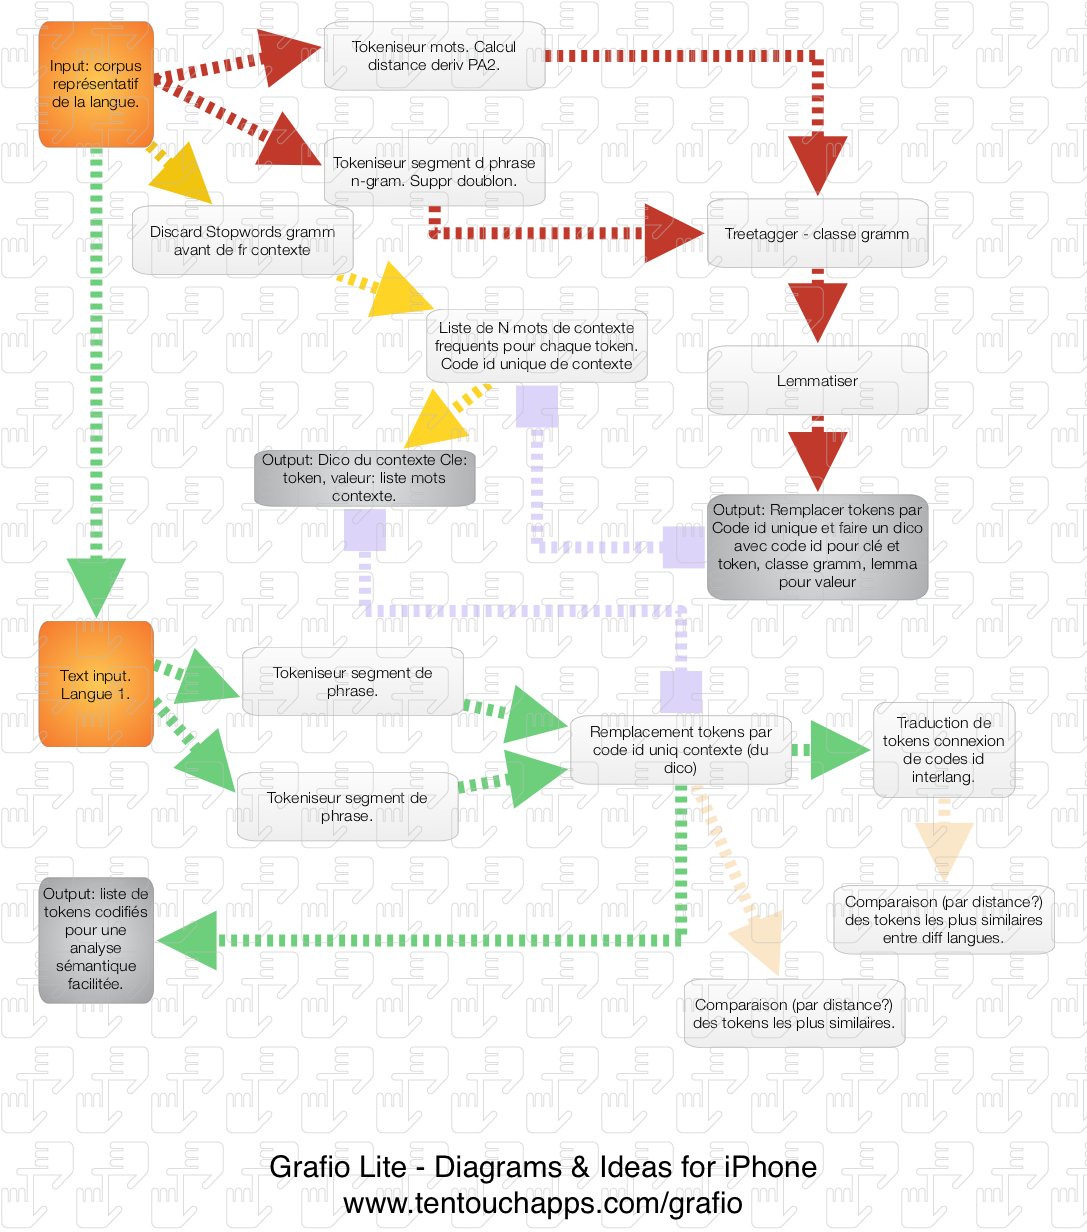 Input: corpus
représentatif
de la langue.
Tokeniseur mots. Calcul
distance deriv PA2.
Tokeniseur segment d phrase
n-gram. Suppr doublon.
Discard Stopwords gramm
avant de fr contexte
Treetagger - classe gramm
Liste de N mots de contexte
frequents pour chaque token.
Code id unique de contexte
Lemmatiser
Output: Dico du contexte Cle:
token, valeur: liste mots
contexte.
Output: Remplacer tokens par
Code id unique et faire un dico
avec code id pour clé et
token, classe gramm, lemma
pour valeur
Text input.
Langue 1.
Tokeniseur segment de
phrase.
Remplacement tokens par
code id uniq contexte (du
dico)
Traduction de
tokens connexion
de codes id
interlang.
Tokeniseur segment de
phrase.
Output: liste de
tokens codifiés
pour une
analyse
sémantique
facilitée.
Comparaison (par distance?)
des tokens les plus similaires
entre diff langues.
Comparaison (par distance?)
des tokens les plus similaires.
Grafio Lite - Diagrams & Ideas for iPhone
www.tentouchapps.com/grafio